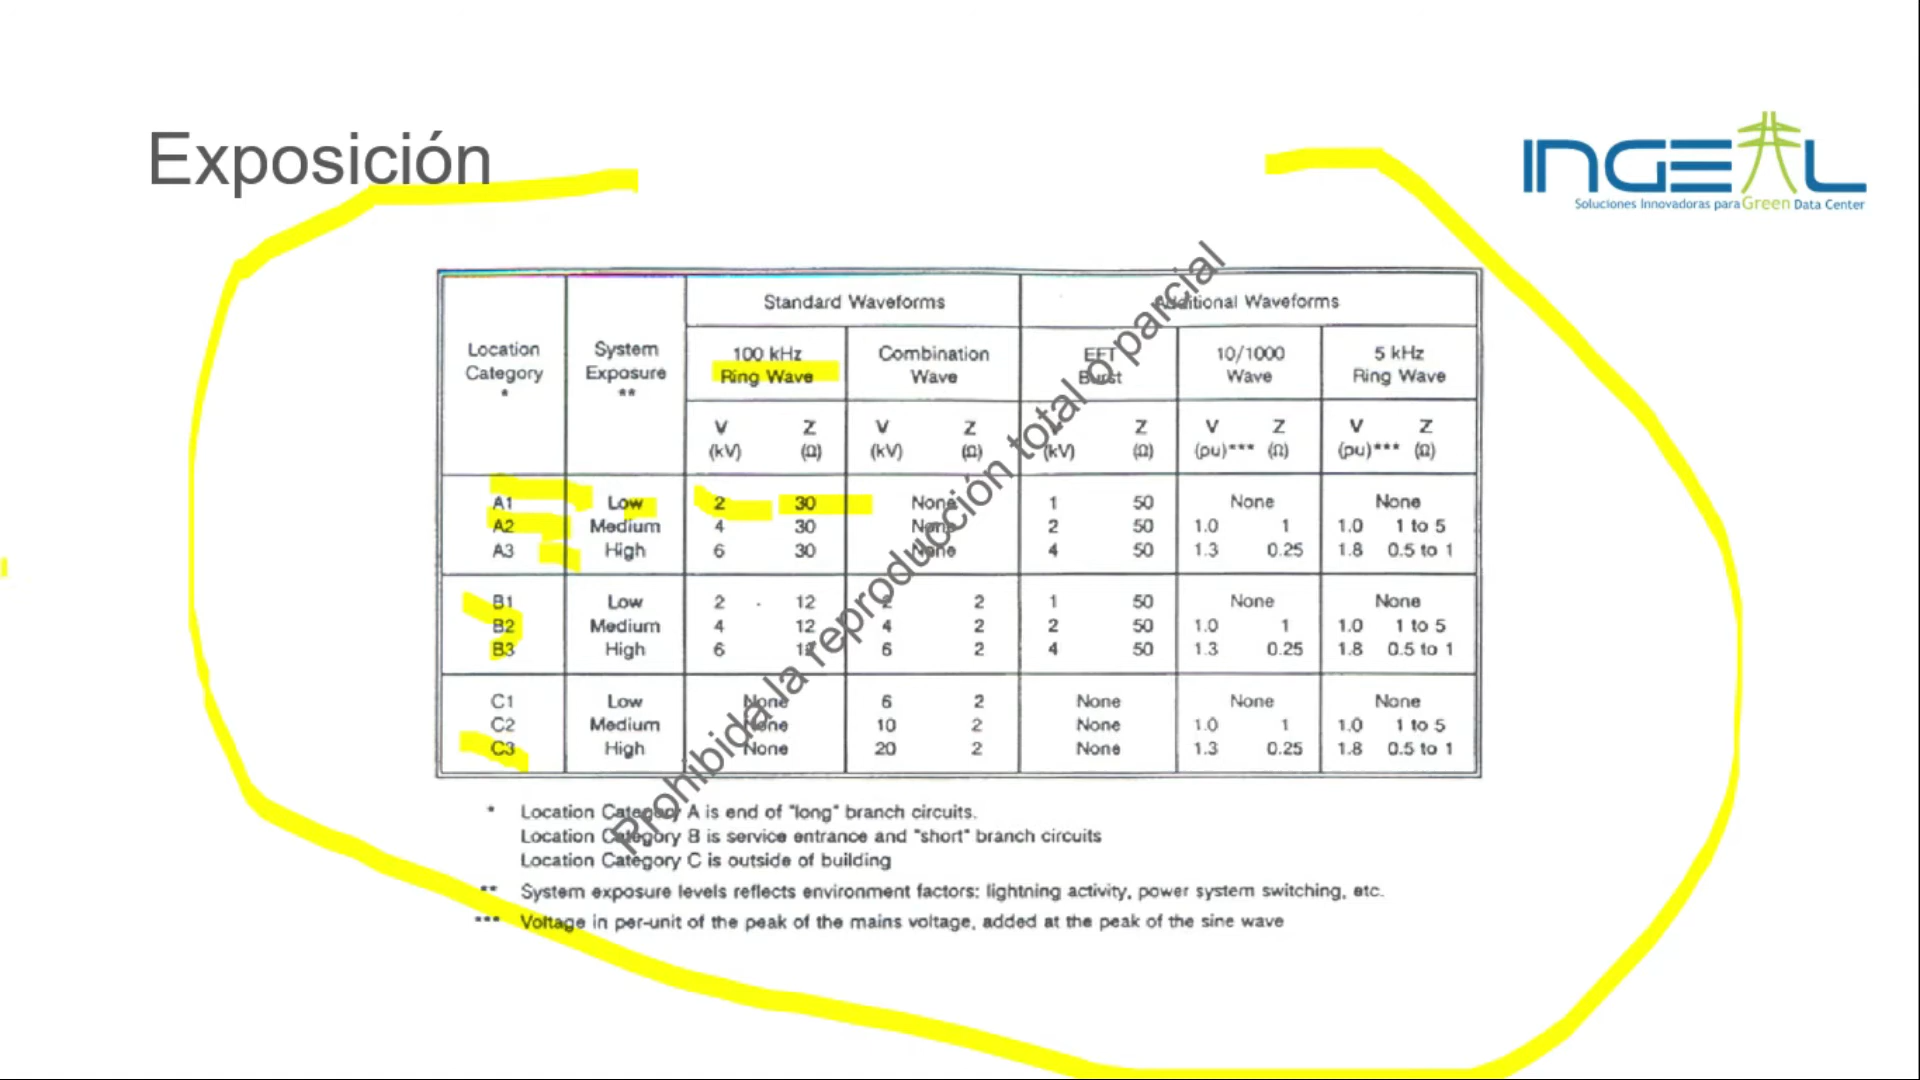 Exposición
INGEAL
Soluciones Innovadoras para Green Data Center
Standard Waveforms Additional Waveforms
Location System 100 kHz Combination EFT 10/1000 5 kHz
Category Exposure Ring Wave Wave Burst Wave Ring Wave
* **
V Z V Z Z V Z V Z
(kV) (Ω) (kV) (Ω) (kV) (Ω) (pu)*** (Ω) (pu)*** (Ω)
A1 Low 2 30 None 1 50 None None
A2 Medium 4 30 None 2 50 1.0 1 1.0 1 to 5
A3 High 6 30 None 4 50 1.3 0.25 1.8 0.5 to 1
B1 Low 2 12 2 2 1 50 None None
B2 Medium 4 12 4 2 2 50 1.0 1 1.0 1 to 5
B3 High 6 12 6 2 4 50 1.3 0.25 1.8 0.5 to 1
C1 Low None 6 2 None None None
C2 Medium None 10 2 None 1.0 1 1.0 1 to 5
C3 High None 20 2 None 1.3 0.25 1.8 0.5 to 1
* Location Category A is end of "long" branch circuits.
Location Category B is service entrance and "short" branch circuits
Location Category C is outside of building
** System exposure levels reflects environment factors: lightning activity, power system switching, etc.
*** Voltage in per-unit of the peak of the mains voltage, added at the peak of the sine wave
Prohibida la reproducción total o parcial